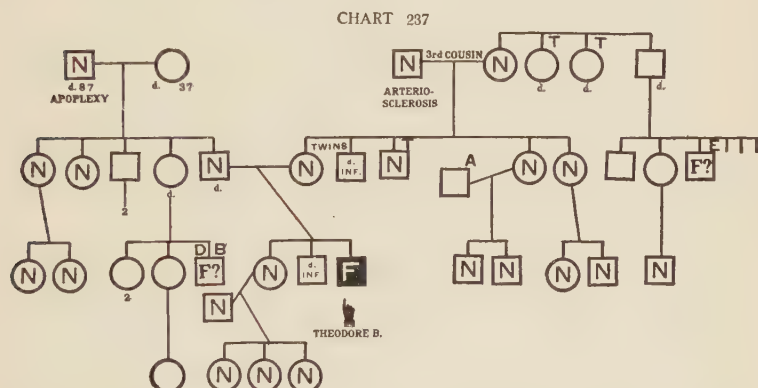 CHART 237
T T
N 3rd COUSIN N
d. 87 d. 37 d. d. d.
APOPLEXY
ARTERIO-
SCLEROSIS
N N N N TWINS d. INF. N T A N N F? E
d. d.
2
N N D B F? N d. INF F N N N N N
2 N
THEODORE B.
N N N